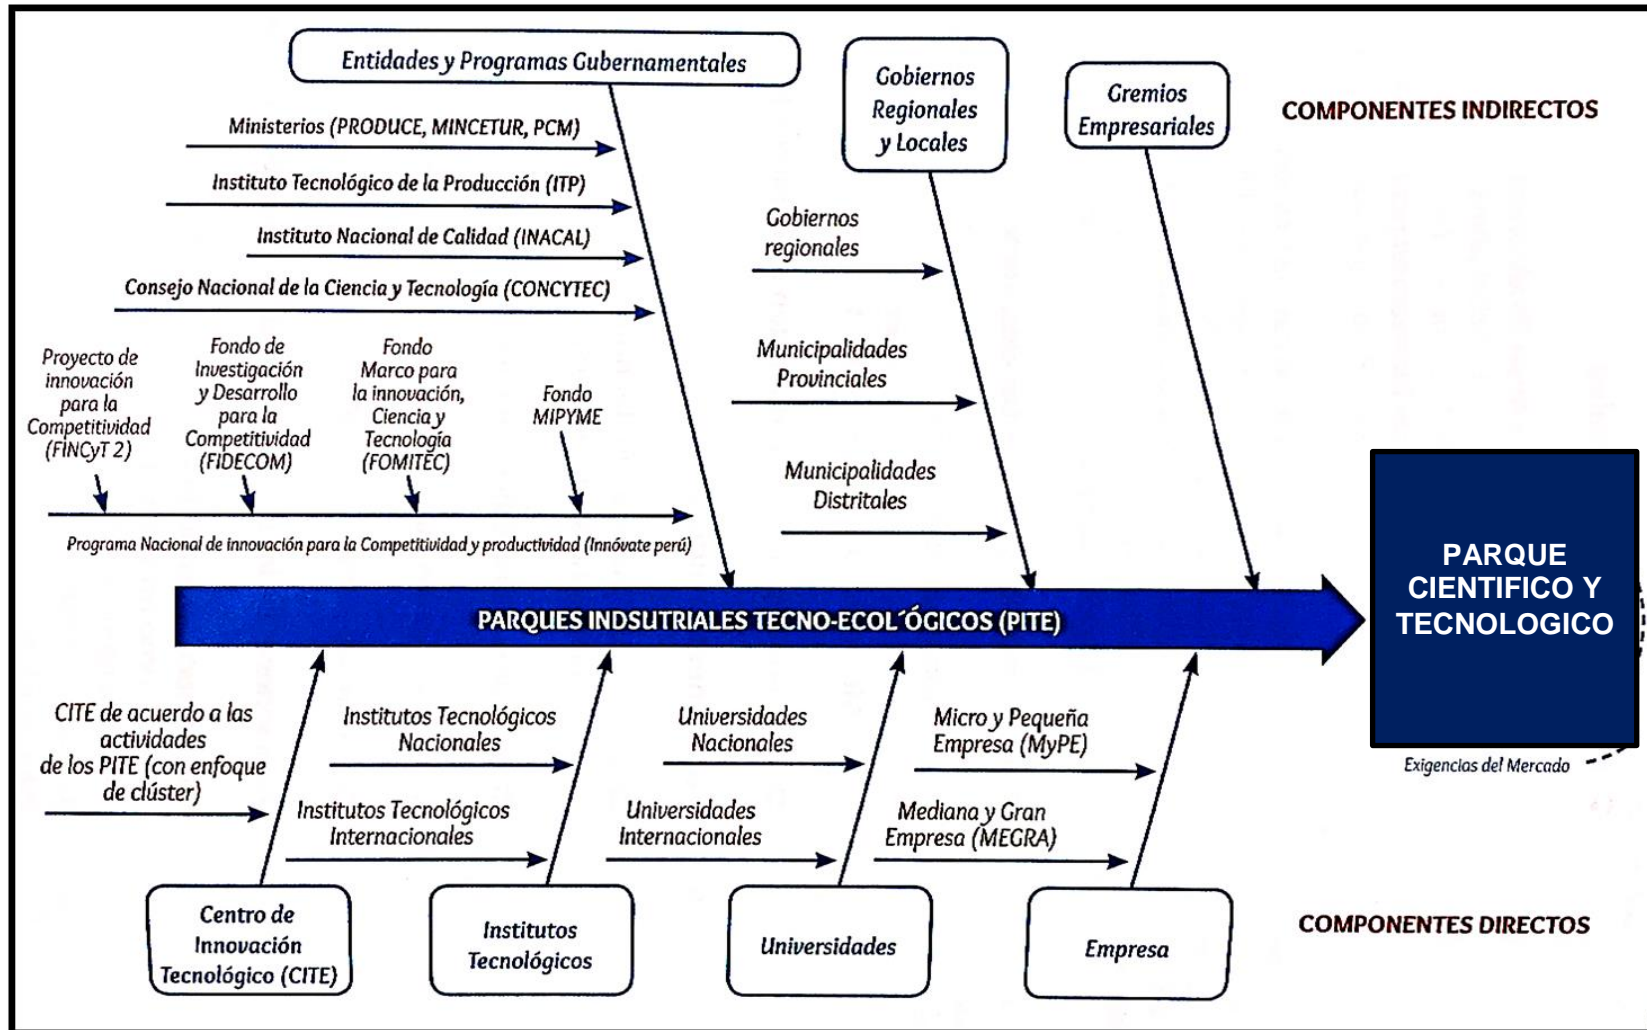 Entidades y Programas Gubernamentales
Gobiernos
Regionales
y Locales
Gremios
Empresariales
COMPONENTES INDIRECTOS
Ministerios (PRODUCE, MINCETUR, PCM)
Instituto Tecnológico de la Producción (ITP)
Instituto Nacional de Calidad (INACAL)
Consejo Nacional de la Ciencia y Tecnología (CONCYTEC)
Proyecto de
innovación
para la
Competitividad
(FINCyT 2)
Fondo de
Investigación
y Desarrollo
para la
Competitividad
(FIDECOM)
Fondo
Marco para
la innovación,
Ciencia y
Tecnología
(FOMITEC)
Fondo
MIPYME
Programa Nacional de innovación para la Competitividad y productividad (Innóvate perú)
Gobiernos
regionales
Municipalidades
Provinciales
Municipalidades
Distritales
PARQUES INDSUTRIALES TECNO-ECOL´ÓGICOS (PITE)
PARQUE
CIENTIFICO Y
TECNOLOGICO
Exigencias del Mercado
CITE de acuerdo a las
actividades
de los PITE (con enfoque
de clúster)
Institutos Tecnológicos
Nacionales
Institutos Tecnológicos
Internacionales
Universidades
Nacionales
Universidades
Internacionales
Micro y Pequeña
Empresa (MyPE)
Mediana y Gran
Empresa (MEGRA)
Centro de
Innovación
Tecnológico (CITE)
Institutos
Tecnológicos
Universidades
Empresa
COMPONENTES DIRECTOS